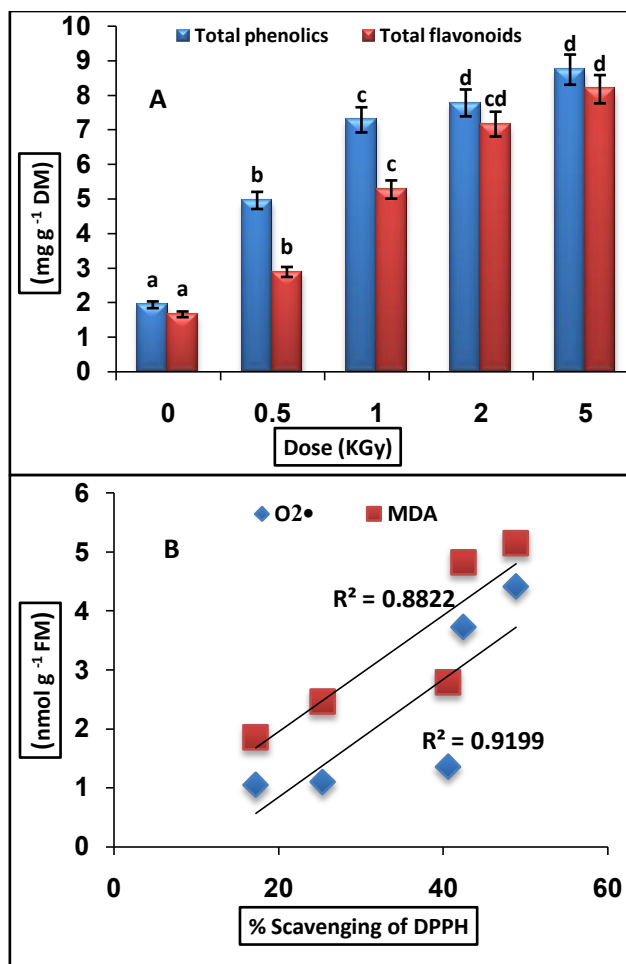 Total phenolics Total flavonoids
A
10
9
8
7
6
5
4
3
2
1
0
(mg g -1 DM)
a a
b b
c c
d cd
d d
0 0.5 1 2 5
Dose (KGy)
O2• MDA
B
6
5
4
3
2
1
0
(nmol g -1 FM)
R² = 0.8822
R² = 0.9199
0 20 40 60
% Scavenging of DPPH